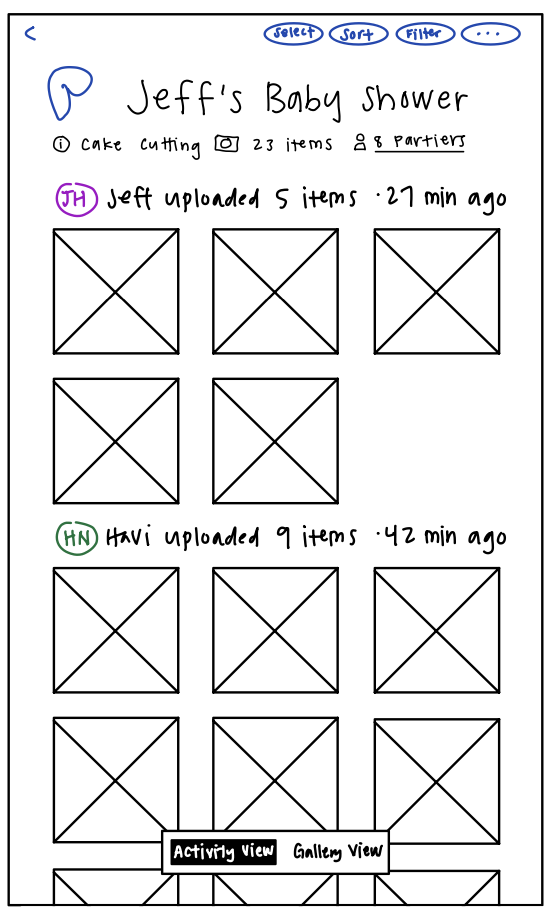 < Select Sort Filter ...
P Jeff's Baby Shower
i Cake Cutting 23 items 8 Partiers
JH Jeff uploaded 5 items · 27 min ago
HN Havi uploaded 9 items · 42 min ago
Activity View Gallery View